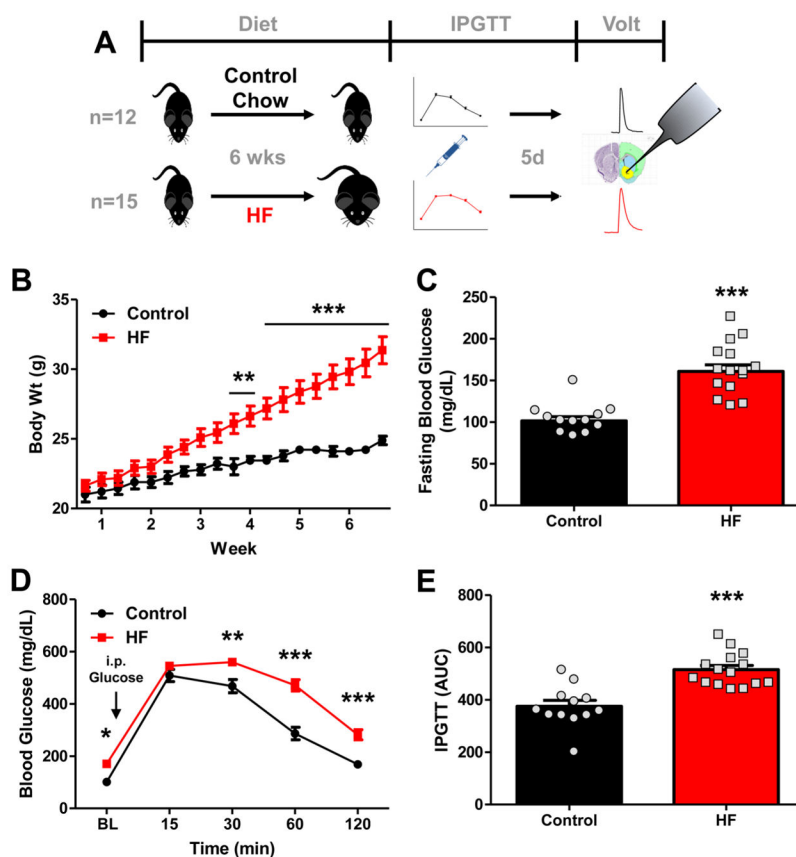 A
Diet IPGTT Volt
n=12
Control
Chow
6 wks
5d
n=15
HF
B
35
30
25
20
Body Wt (g)
Control
HF
**
***
1 2 3 4 5 6
Week
C
250
200
150
100
50
0
Fasting Blood Glucose
(mg/dL)
***
Control HF
D
800
600
400
200
0
Blood Glucose (mg/dL)
Control
HF
i.p.
Glucose
*
**
***
***
BL 15 30 60 120
Time (min)
E
800
600
400
200
0
IPGTT (AUC)
***
Control HF